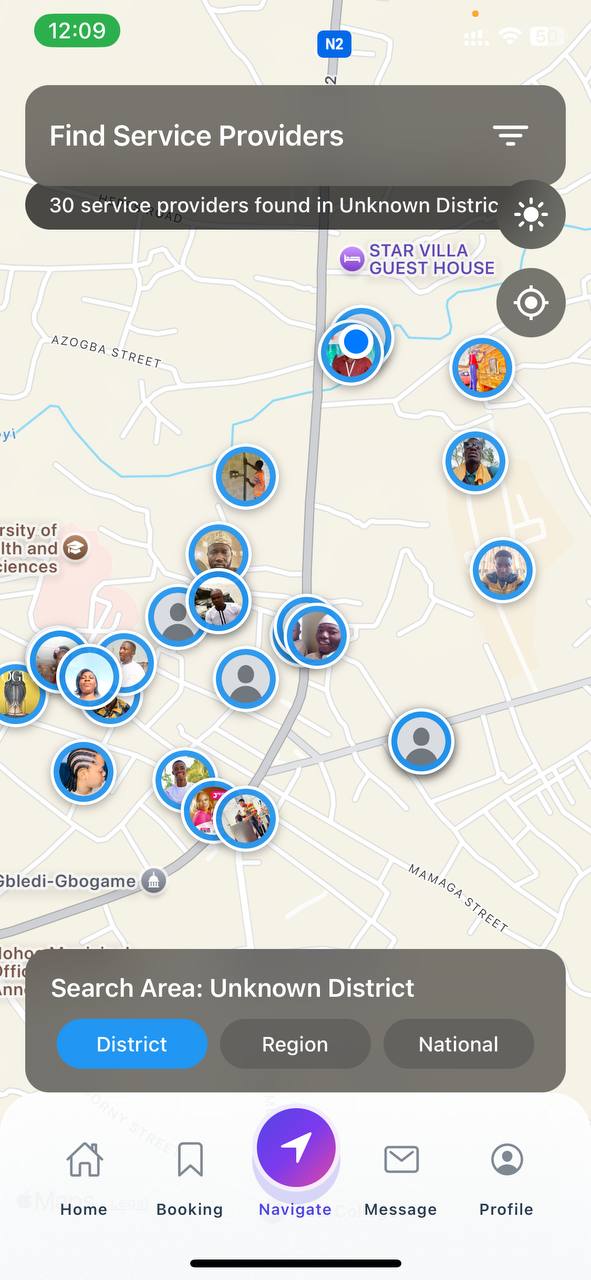 12:09
N2
2
Find Service Providers
30 service providers found in Unknown Distric
STAR VILLA
GUEST HOUSE
AZOGBA STREET
yi
rsity of
lth and
ciences
Gbledi-Gbogame
MAMAGA STREET
Search Area: Unknown District
District
Region
National
Home
Booking
Navigate
Message
Profile